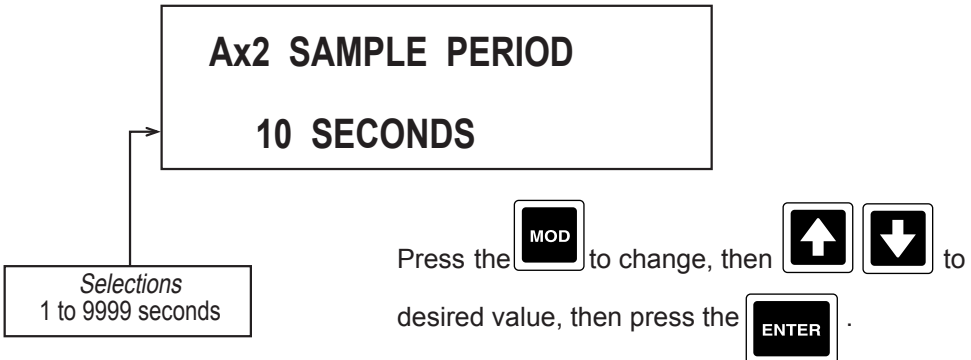 Ax2 SAMPLE PERIOD
10 SECONDS
Selections
1 to 9999 seconds
Press the MOD to change, then to
desired value, then press the ENTER .